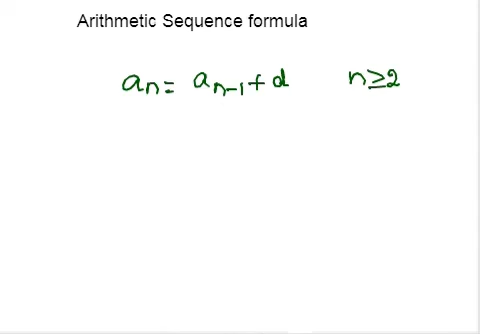 Arithmetic Sequence formula
aₙ = aₙ₋₁ + d n ≥ 2